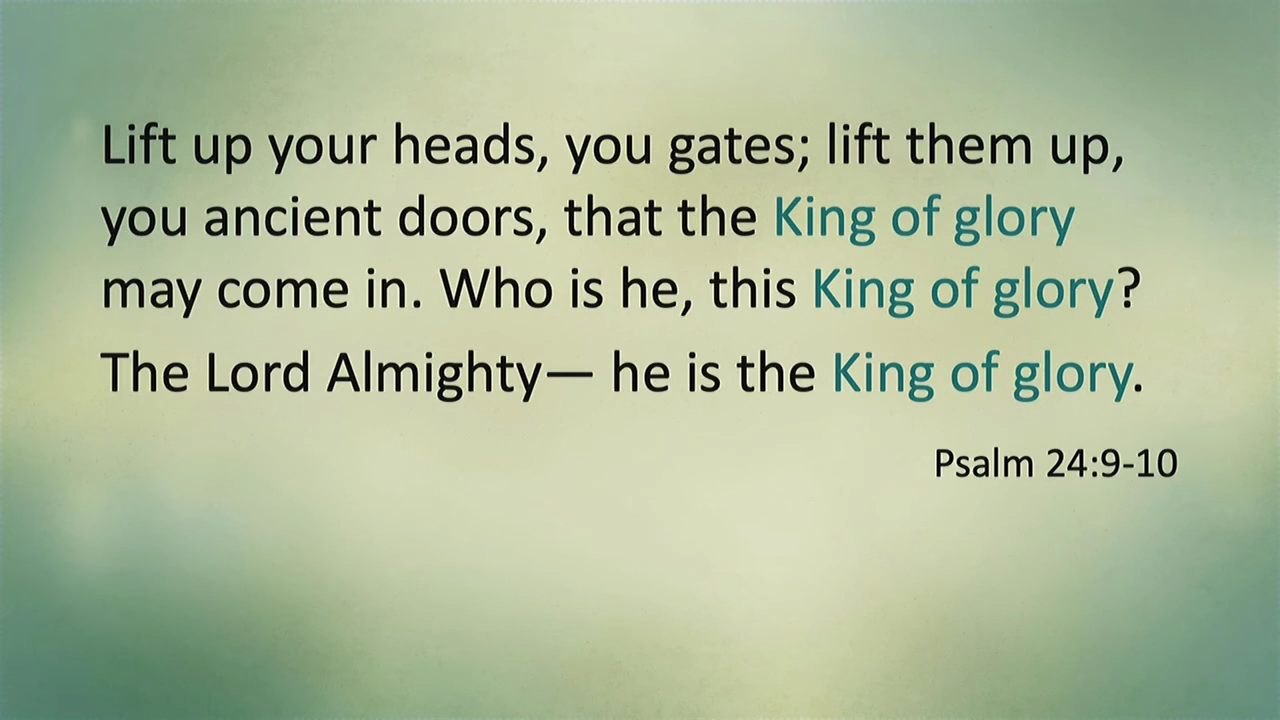 Lift up your heads, you gates; lift them up,
you ancient doors, that the King of glory
may come in. Who is he, this King of glory?
The Lord Almighty— he is the King of glory.
Psalm 24:9-10